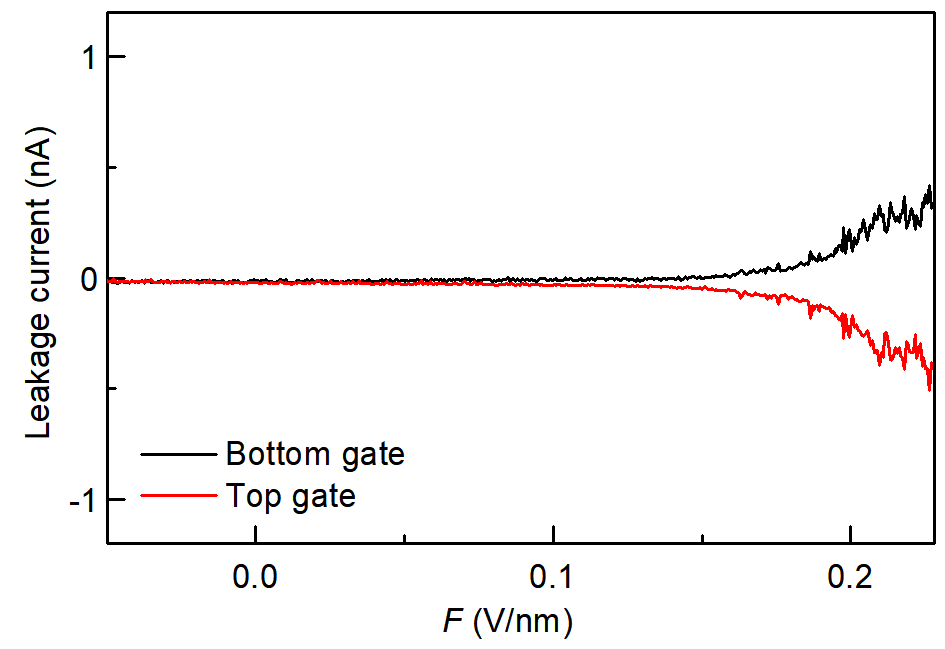 Leakage current (nA)
1
0
-1
Bottom gate
Top gate
0.0
0.1
0.2
F (V/nm)